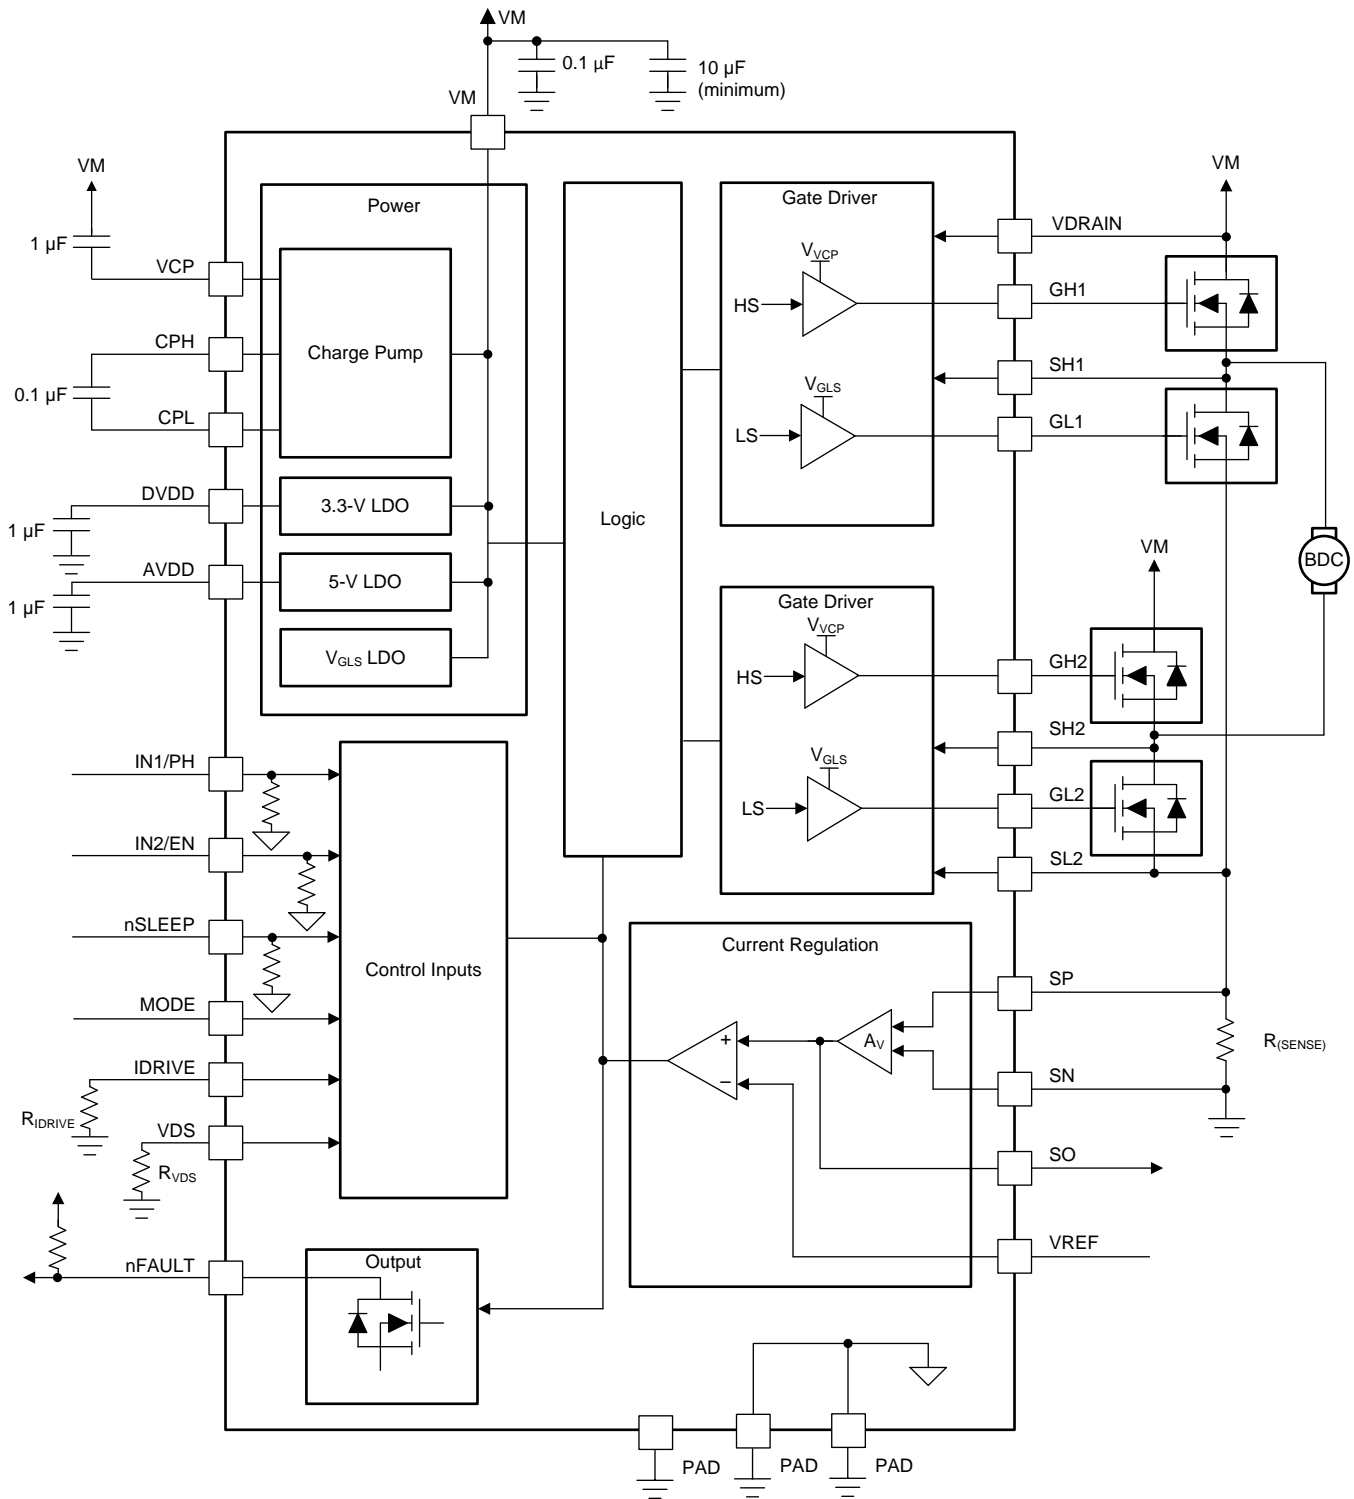 VM
0.1 µF
10 µF
(minimum)
VM
VM
1 µF
VCP
CPH
0.1 µF
CPL
DVDD
1 µF
AVDD
1 µF
Power
Charge Pump
3.3-V LDO
5-V LDO
VGLS LDO
Logic
Gate Driver
VVCP
HS
VGLS
LS
VDRAIN
GH1
SH1
GL1
VM
BDC
VM
Gate Driver
VVCP
HS
VGLS
LS
GH2
SH2
GL2
SL2
IN1/PH
IN2/EN
nSLEEP
MODE
IDRIVE
RIDRIVE
VDS
RVDS
nFAULT
Control Inputs
Output
Current Regulation
+
−
AV
SP
R(SENSE)
SN
SO
VREF
PAD
PAD
PAD